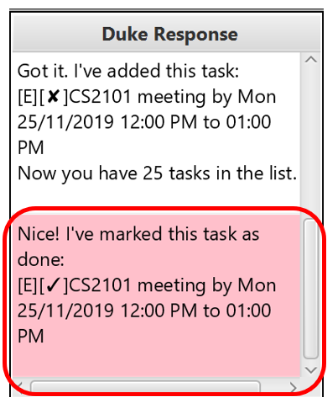 Duke Response
Got it. I've added this task:
[E][✘]CS2101 meeting by Mon
25/11/2019 12:00 PM to 01:00
PM
Now you have 25 tasks in the list.
Nice! I've marked this task as
done:
[E][✓]CS2101 meeting by Mon
25/11/2019 12:00 PM to 01:00
PM